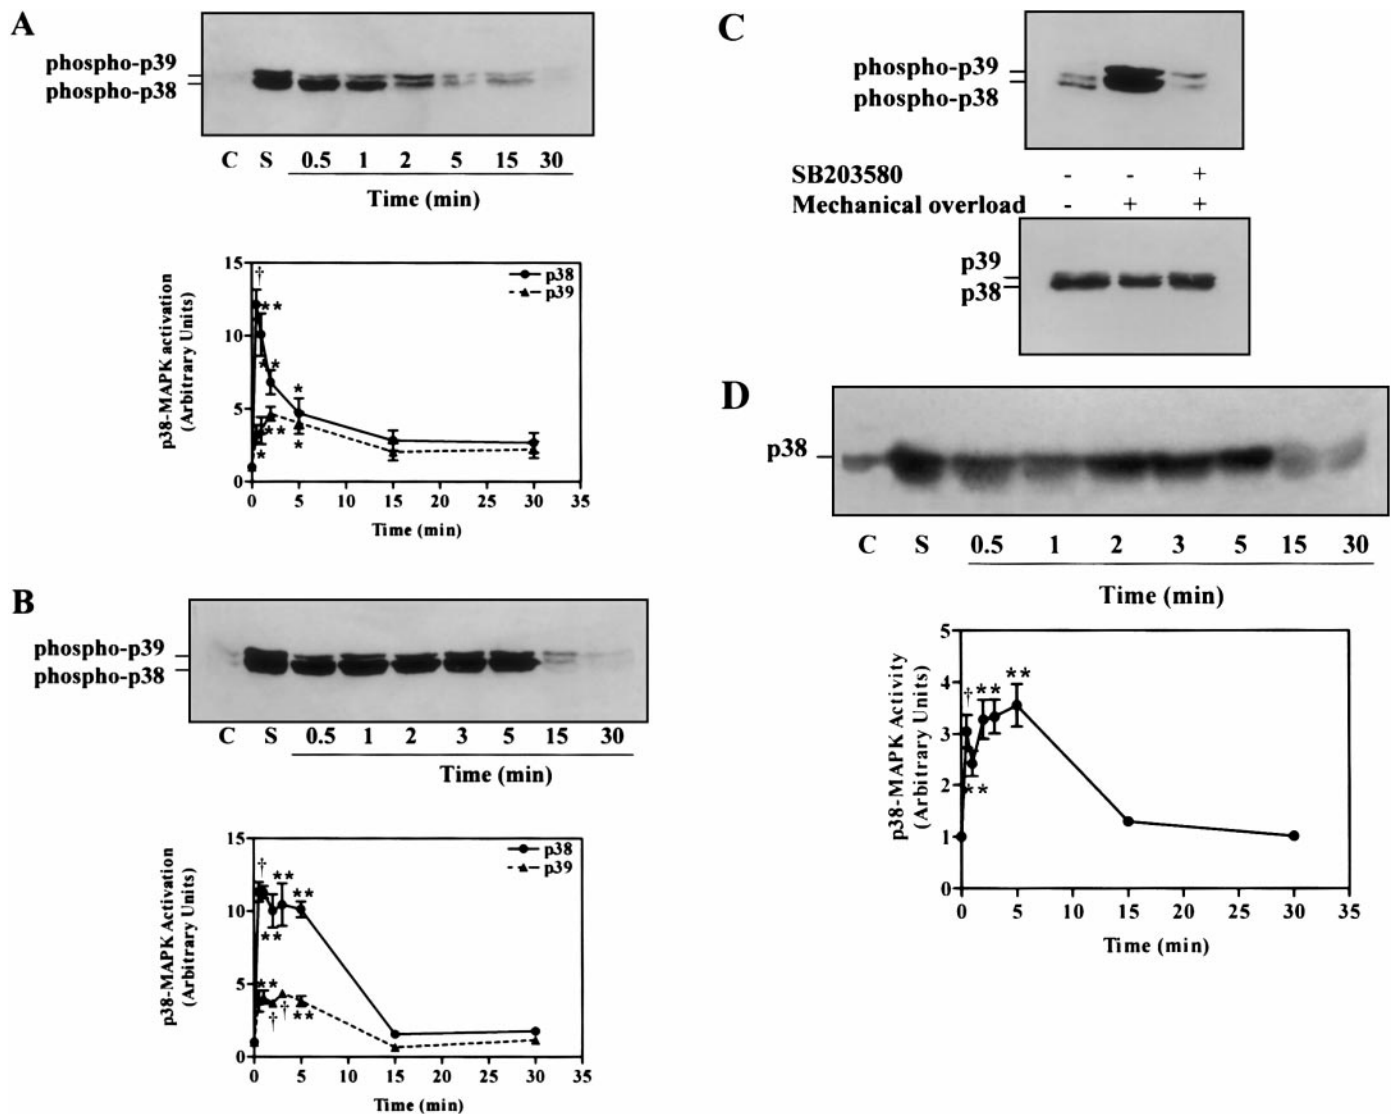 A
phospho-p39
phospho-p38
C S 0.5 1 2 5 15 30
Time (min)
15
10
5
0
p38-MAPK activation
(Arbitrary Units)
†
**
**
*
**
*
*
p38
p39
0 5 10 15 20 25 30 35
Time (min)
B
phospho-p39
phospho-p38
C S 0.5 1 2 3 5 15 30
Time (min)
15
10
5
0
p38-MAPK Activation
(Arbitrary Units)
†
**
**
**
**
†
†
**
p38
p39
0 5 10 15 20 25 30 35
Time (min)
C
phospho-p39
phospho-p38
SB203580 - - +
Mechanical overload - + +
p39
p38
D
p38
C S 0.5 1 2 3 5 15 30
Time (min)
5
4
3
2
1
0
p38-MAPK Activity
(Arbitrary Units)
†
**
**
**
0 5 10 15 20 25 30 35
Time (min)